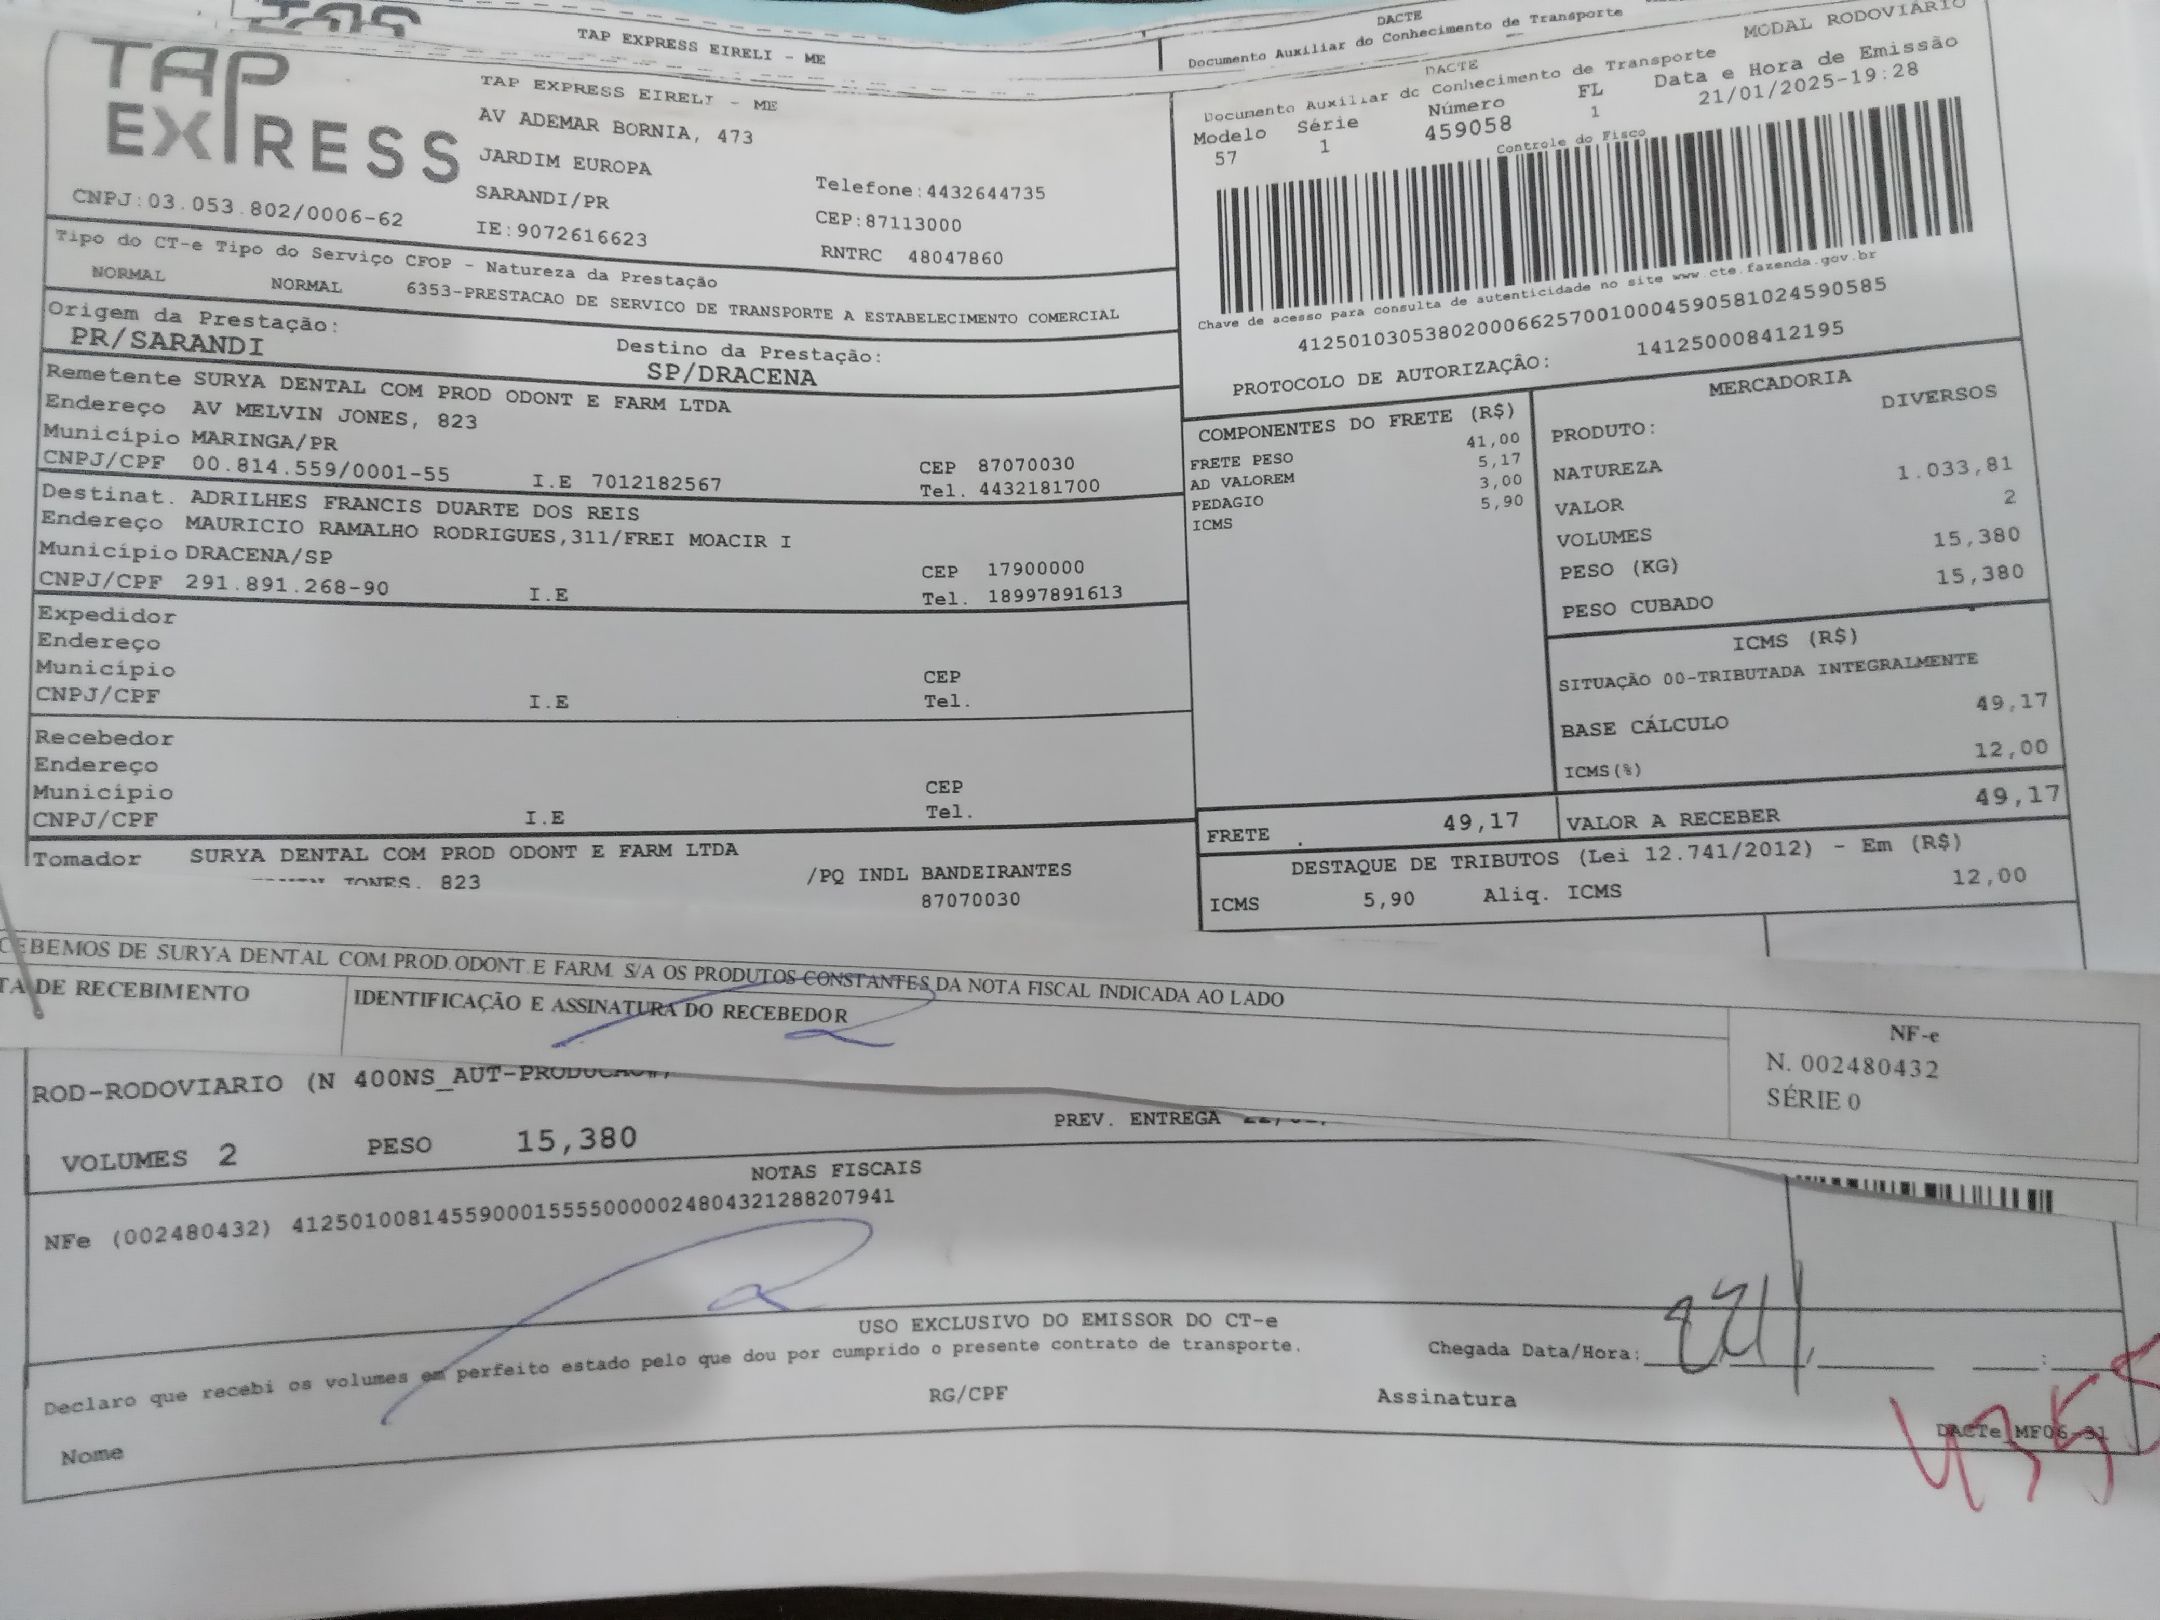 TAP EXPRESS EIRELI - ME
DACTE
Documento Auxiliar do Conhecimento de Transporte
TAP
EXPRESS
TAP EXPRESS EIRELI - ME
AV ADEMAR BORNIA, 473
JARDIM EUROPA
SARANDI/PR
IE:9072616623
Telefone:4432644735
CEP:87113000
RNTRC 48047860
CNPJ:03.053.802/0006-62
DACTE
MODAL RODOVIÁRIO
Documento Auxiliar do Conhecimento de Transporte
Modelo Série Número FL Data e Hora de Emissão
57 1 459058 1 21/01/2025-19:28
Controle do Fisco
Chave de acesso para consulta de autenticidade no site www.cte.fazenda.gov.br
41250103053802000662570010004590581024590585
PROTOCOLO DE AUTORIZAÇÃO: 141250008412195
Tipo do CT-e Tipo do Serviço CFOP - Natureza da Prestação
NORMAL NORMAL 6353-PRESTACAO DE SERVICO DE TRANSPORTE A ESTABELECIMENTO COMERCIAL
Origem da Prestação:
PR/SARANDI
Destino da Prestação:
SP/DRACENA
Remetente SURYA DENTAL COM PROD ODONT E FARM LTDA
Endereço AV MELVIN JONES, 823
Município MARINGA/PR CEP 87070030
CNPJ/CPF 00.814.559/0001-55 I.E 7012182567 Tel. 4432181700
Destinat. ADRILHES FRANCIS DUARTE DOS REIS
Endereço MAURICIO RAMALHO RODRIGUES,311/FREI MOACIR I
Município DRACENA/SP CEP 17900000
CNPJ/CPF 291.891.268-90 I.E Tel. 18997891613
Expedidor
Endereço
Município CEP
CNPJ/CPF I.E Tel.
Recebedor
Endereço
Município CEP
CNPJ/CPF I.E Tel.
Tomador SURYA DENTAL COM PROD ODONT E FARM LTDA
JONES, 823 /PQ INDL BANDEIRANTES
87070030
COMPONENTES DO FRETE (R$)
FRETE PESO 41,00
AD VALOREM 5,17
PEDAGIO 3,00
ICMS 5,90
MERCADORIA
PRODUTO: DIVERSOS
NATUREZA
VALOR 1.033,81
VOLUMES 2
PESO (KG) 15,380
PESO CUBADO 15,380
ICMS (R$)
SITUAÇÃO 00-TRIBUTADA INTEGRALMENTE
BASE CÁLCULO 49,17
ICMS(%) 12,00
FRETE 49,17 VALOR A RECEBER 49,17
DESTAQUE DE TRIBUTOS (Lei 12.741/2012) - Em (R$)
ICMS 5,90 Aliq. ICMS 12,00
CEBEMOS DE SURYA DENTAL COM.PROD.ODONT.E FARM. S/A OS PRODUTOS CONSTANTES DA NOTA FISCAL INDICADA AO LADO
TA DE RECEBIMENTO
IDENTIFICAÇÃO E ASSINATURA DO RECEBEDOR
NF-e
N. 002480432
SÉRIE 0
ROD-RODOVIARIO (N 400NS_AUT-PRODUCAO
VOLUMES 2 PESO 15,380 PREV. ENTREGA
NOTAS FISCAIS
NFe (002480432) 41250100814559000155550000024804321288207941
USO EXCLUSIVO DO EMISSOR DO CT-e
Declaro que recebi os volumes em perfeito estado pelo que dou por cumprido o presente contrato de transporte.
Chegada Data/Hora:
Nome RG/CPF Assinatura
DACTe_MF06-31